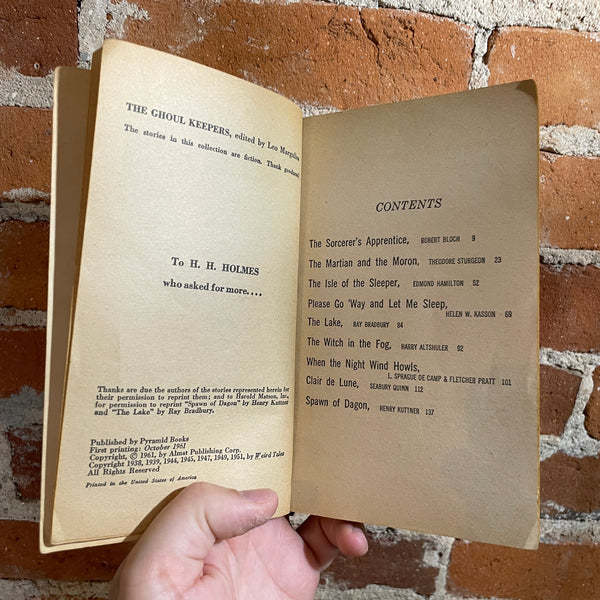 THE GHOUL KEEPERS, edited by Leo Margulies
The stories in this collection are fiction. Thank goodness!
To H. H. HOLMES
who asked for more....
Thanks are due the authors of the stories represented herein for
their permission to reprint them; and to Harold Matson, Inc.,
for permission to reprint "Spawn of Dagon" by Henry Kuttner
and "The Lake" by Ray Bradbury.
Published by Pyramid Books
First printing: October 1961
Copyright, © 1961, by Almat Publishing Corp.
Copyright 1938, 1939, 1944, 1945, 1947, 1949, 1951, by Weird Tales
All Rights Reserved
Printed in the United States of America
CONTENTS
The Sorcerer's Apprentice, ROBERT BLOCH 9
The Martian and the Moron, THEODORE STURGEON 23
The Isle of the Sleeper, EDMOND HAMILTON 52
Please Go 'Way and Let Me Sleep,
HELEN W. KASSON 69
The Lake, RAY BRADBURY 84
The Witch in the Fog, HARRY ALTSHULER 92
When the Night Wind Howls,
L. SPRAGUE DE CAMP & FLETCHER PRATT 101
Clair de Lune, SEABURY QUINN 112
Spawn of Dagon, HENRY KUTTNER 137